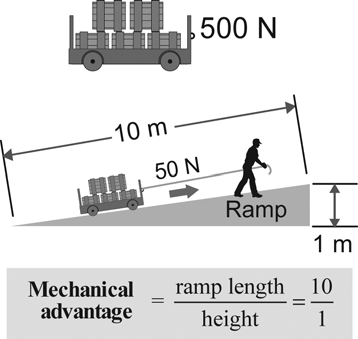 500 N
10 m
50 N
Ramp
1 m
Mechanical advantage = ramp length / height = 10 / 1